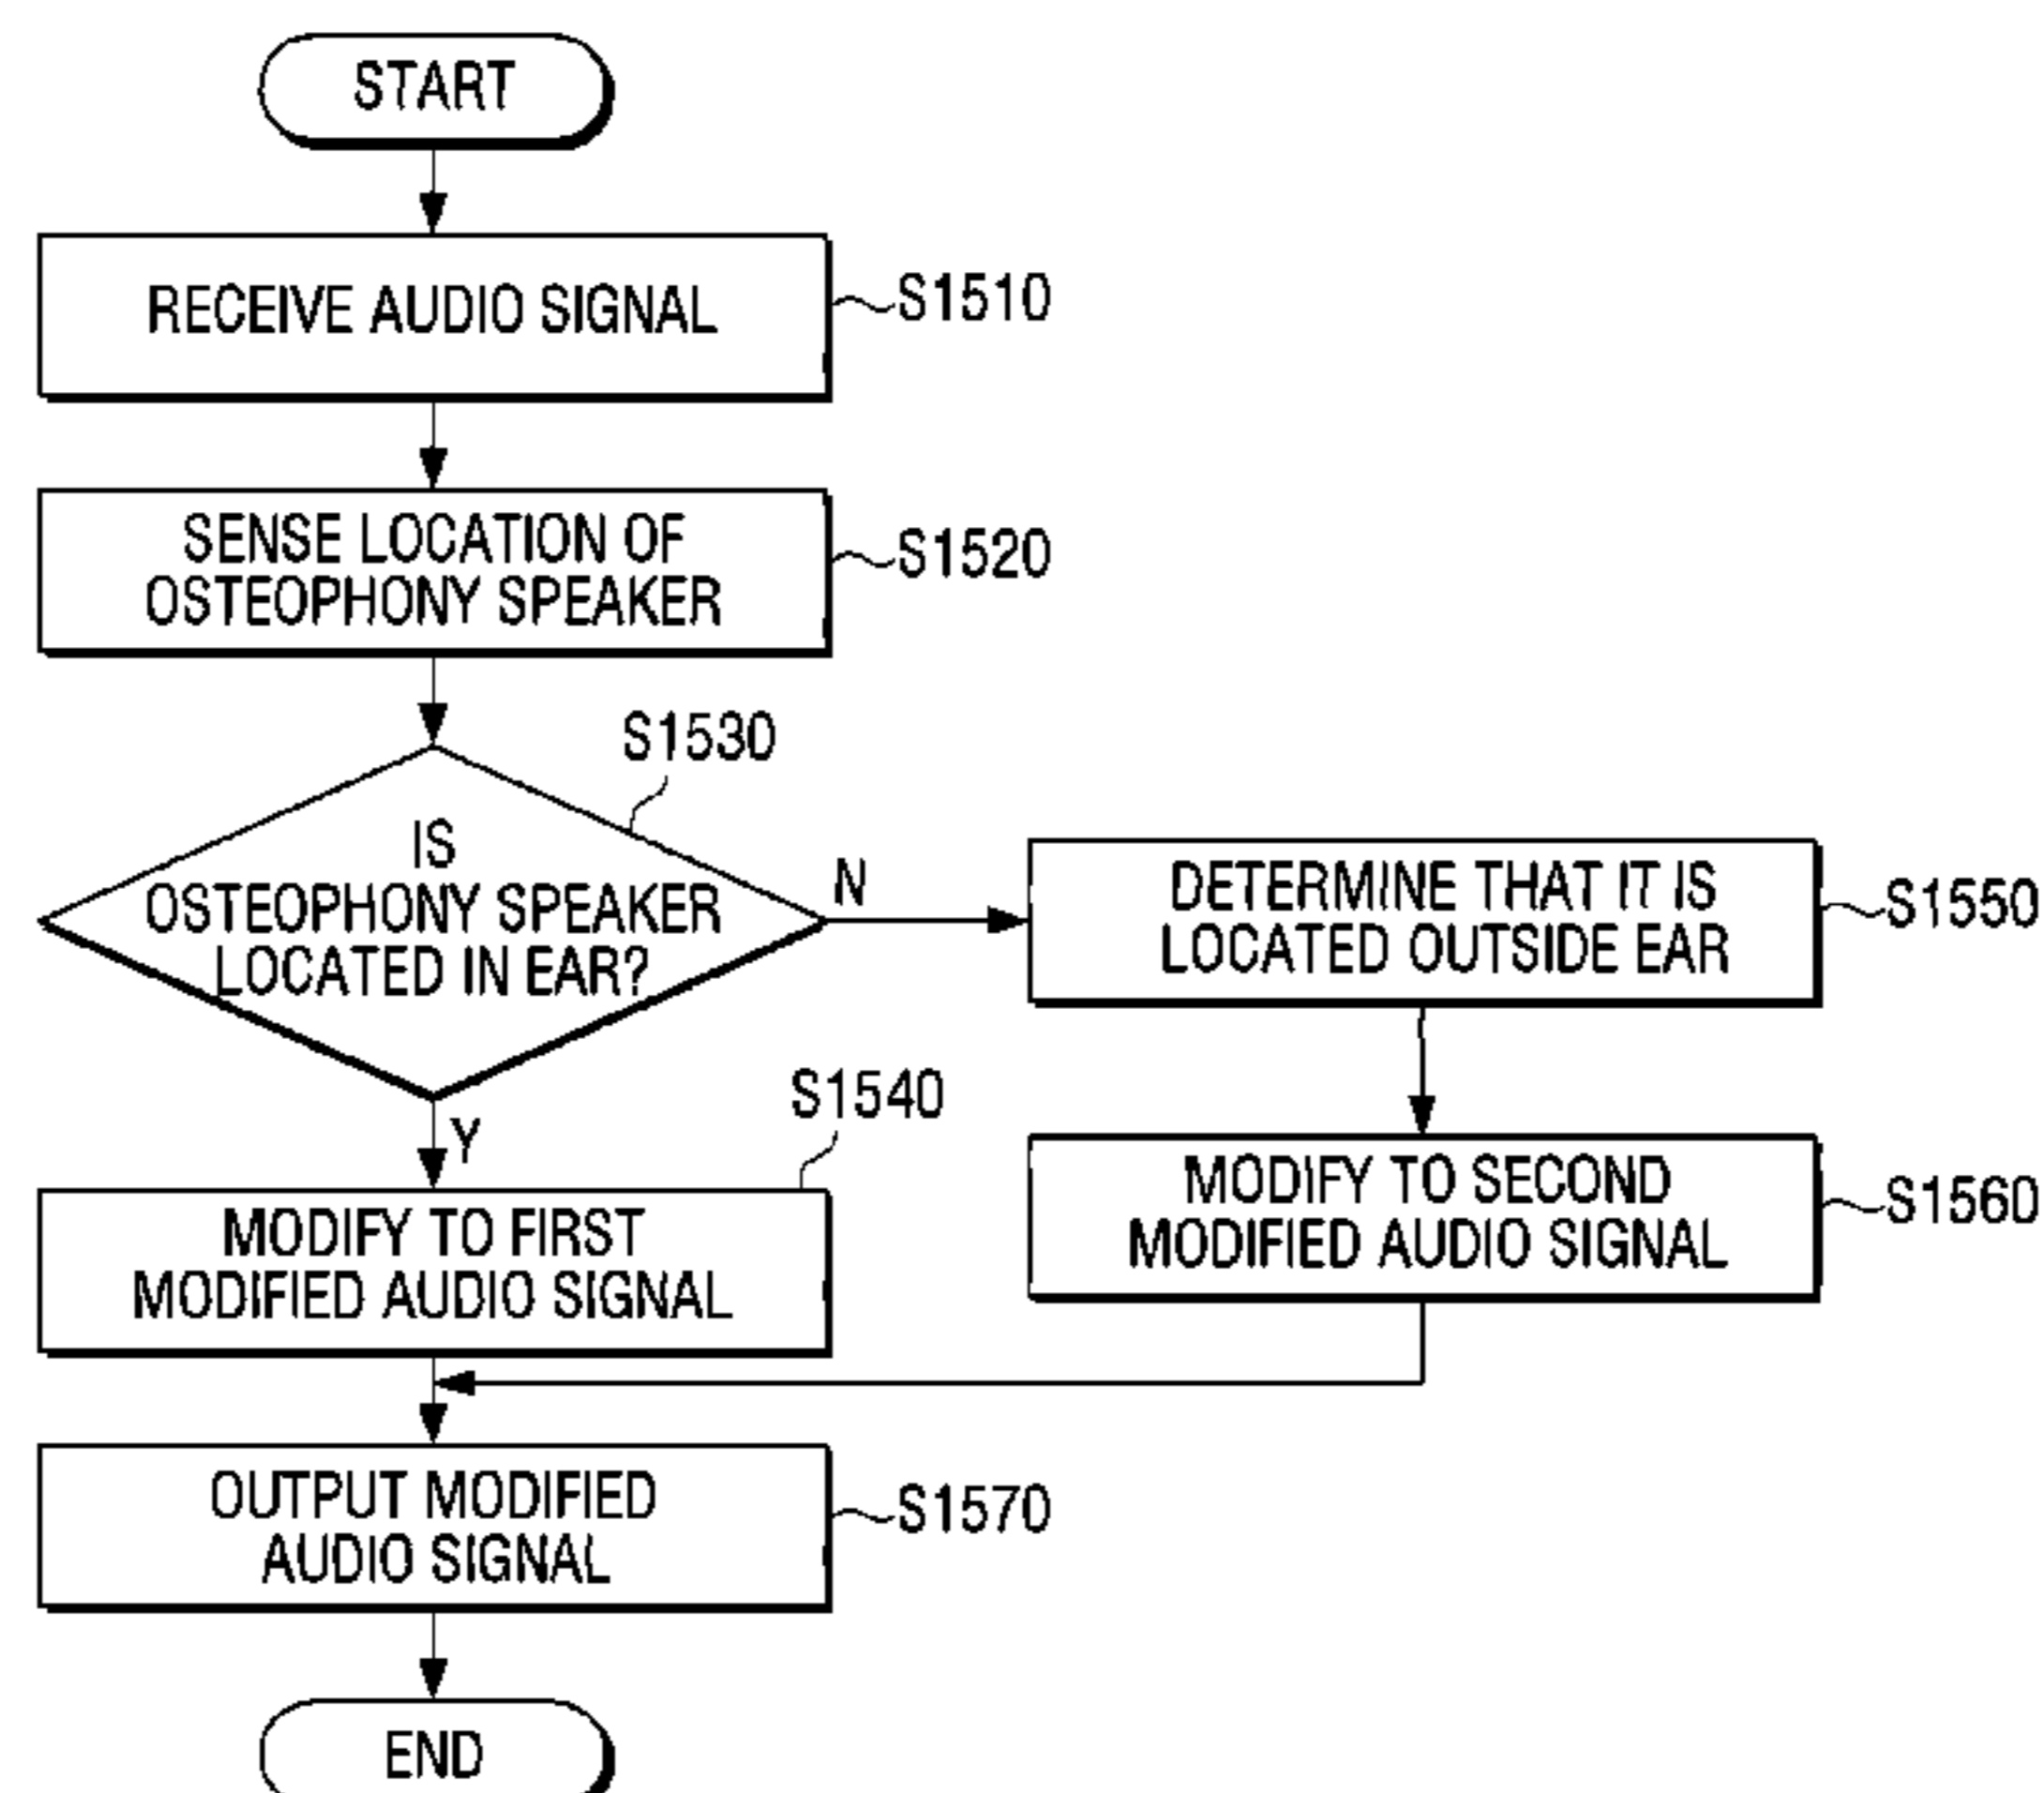 START
RECEIVE AUDIO SIGNAL
S1510
SENSE LOCATION OF
OSTEOPHONY SPEAKER
S1520
S1530
IS
OSTEOPHONY SPEAKER
LOCATED IN EAR?
N
DETERMINE THAT IT IS
LOCATED OUTSIDE EAR
S1550
Y
S1540
MODIFY TO FIRST
MODIFIED AUDIO SIGNAL
MODIFY TO SECOND
MODIFIED AUDIO SIGNAL
S1560
OUTPUT MODIFIED
AUDIO SIGNAL
S1570
END